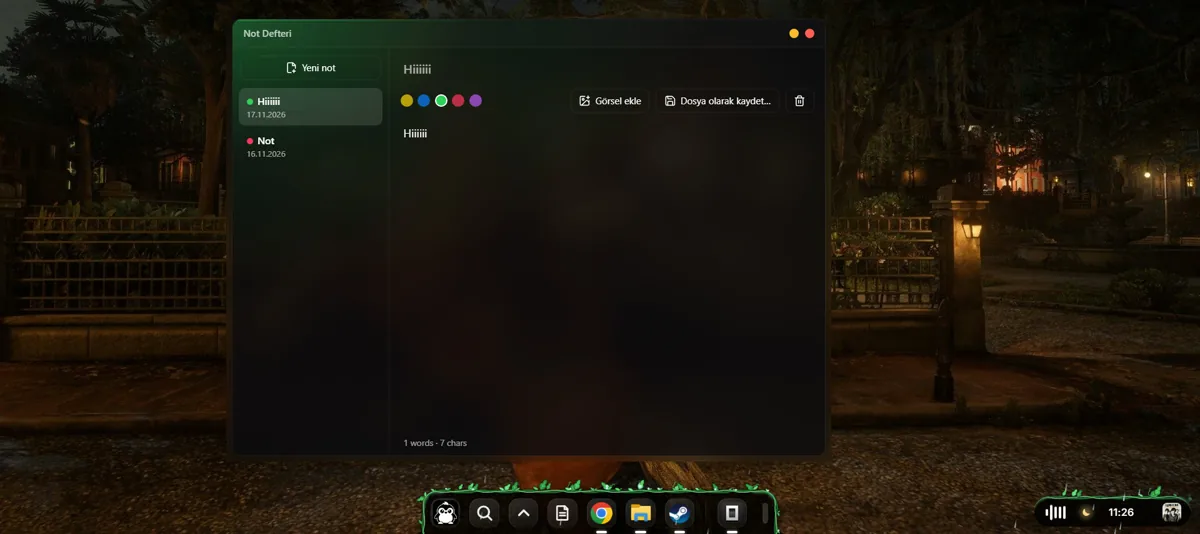 Not Defteri
Yeni not
Hiiiiii
17.11.2026
Not
16.11.2026
Hiiiiii
Görsel ekle
Dosya olarak kaydet...
Hiiiiii
1 words · 7 chars
11:26